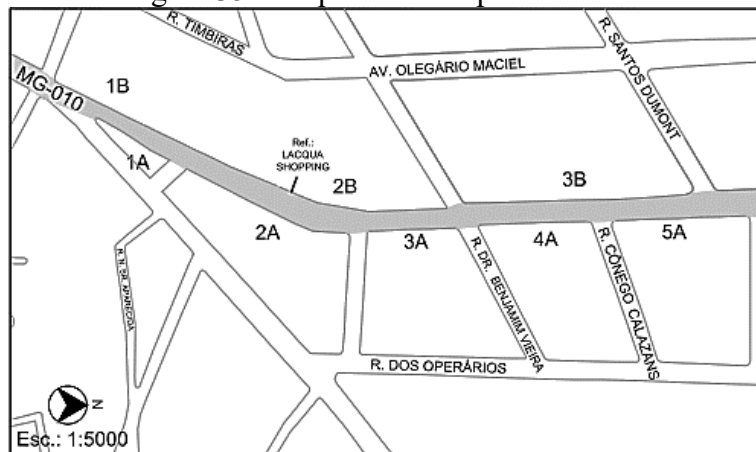 R. TIMBIRAS
R. SANTOS DUMONT
AV. OLEGÁRIO MACIEL
MG-010
1B
Ref.:
LACQUA
SHOPPING
1A
2B
3B
2A
3A
4A
5A
R. N. SR. APARECIDA
R. DR. BENJAMIM VIEIRA
R. CÔNEGO CALAZANS
R. DOS OPERÁRIOS
N
Esc.: 1:5000